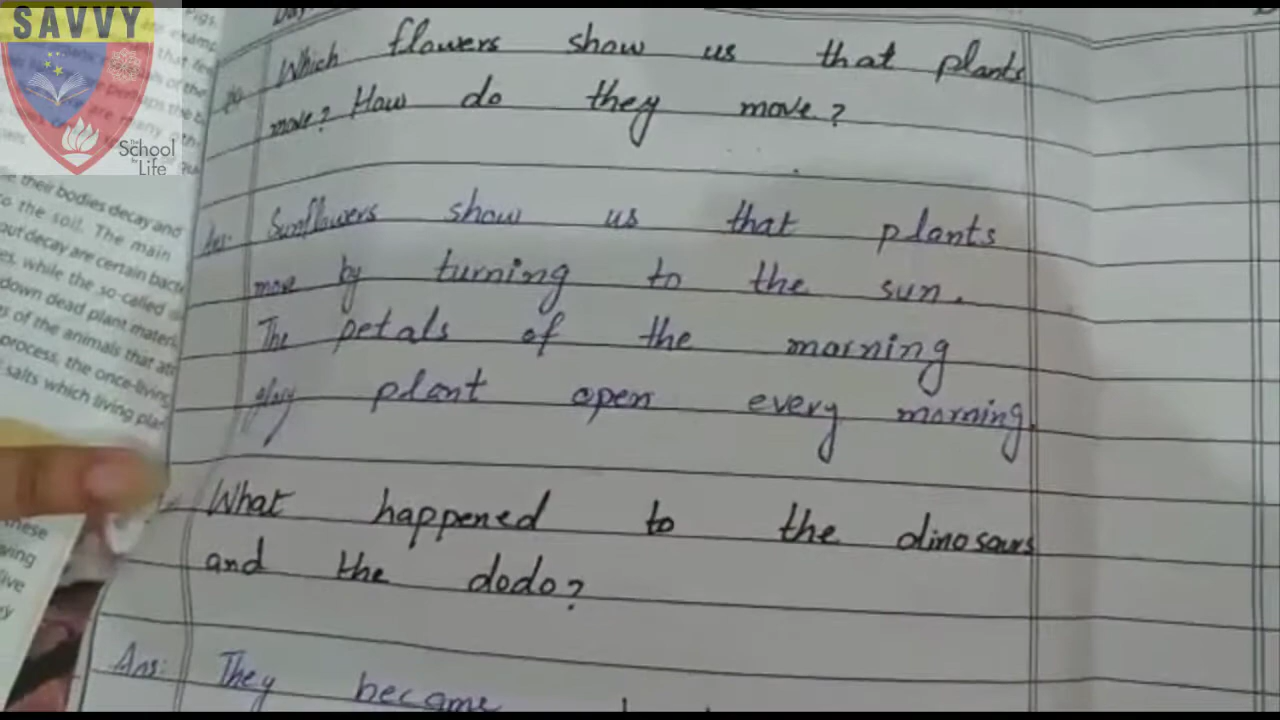 SAVVY
The School for Life
their bodies decay and
to the soil. The main
out decay are certain
while the so-called
down dead plant
of the animals that
process, the once-living
salts which living
these
Which flowers show us that plants
move? How do they move?
Ans: Sunflowers show us that plants
move by turning to the sun.
The petals of the morning
glory plant open every morning.
What happened to the dinosaurs
and the dodo?
Ans: They became